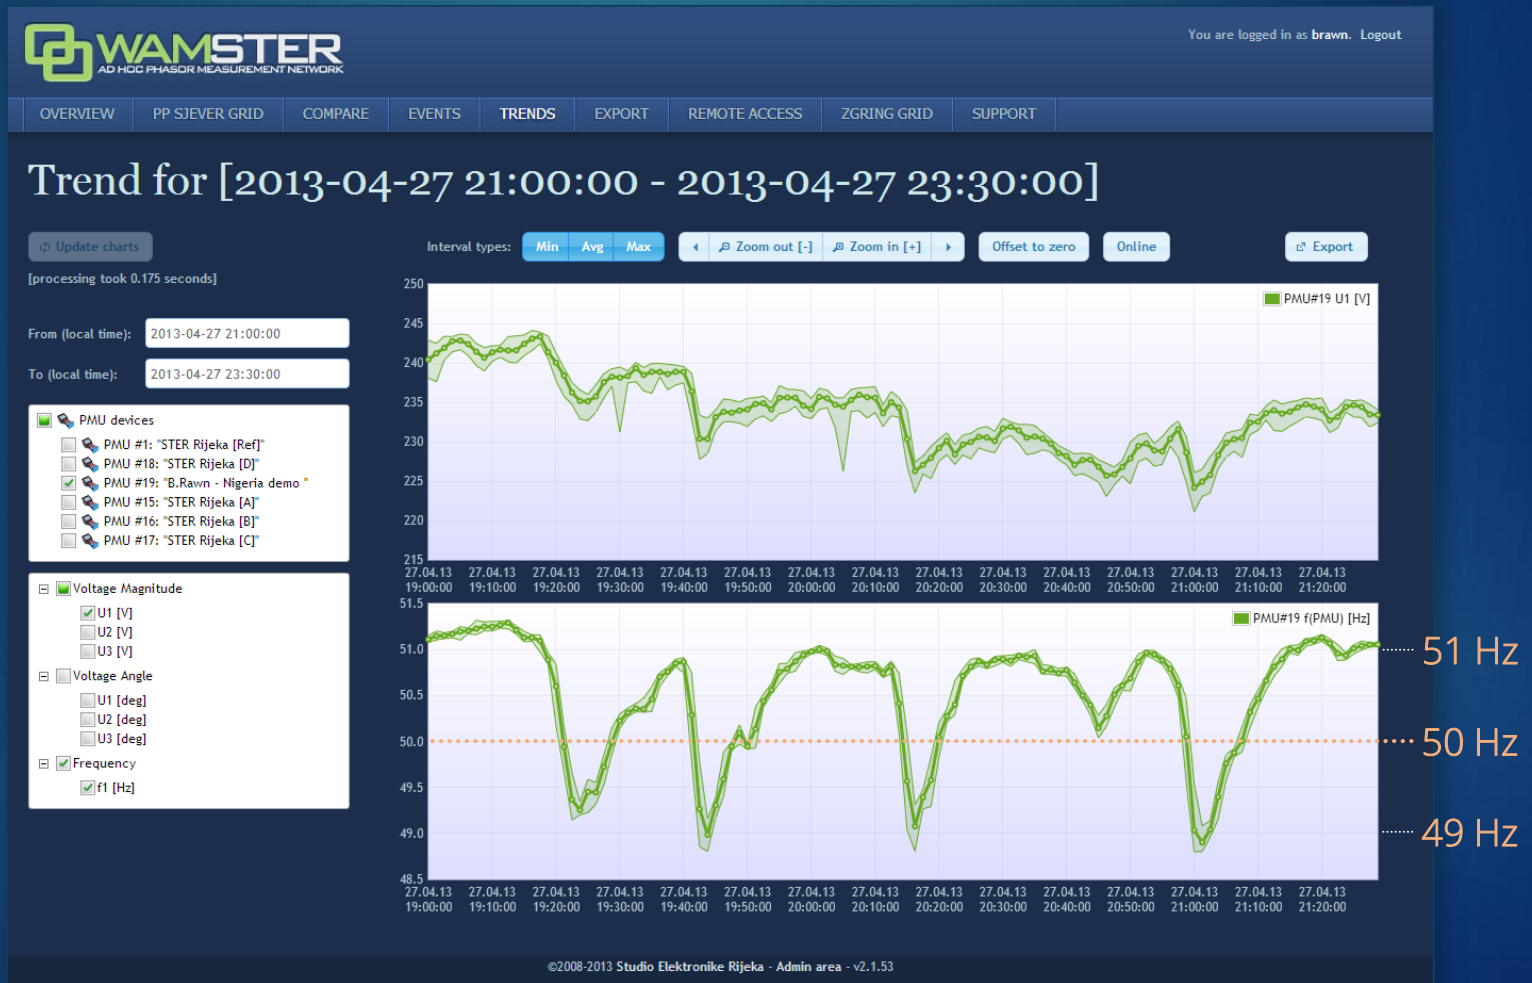 WAMSTER
AD HOC PHASOR MEASUREMENT NETWORK
You are logged in as brawn. Logout
OVERVIEW PP SJEVER GRID COMPARE EVENTS TRENDS EXPORT REMOTE ACCESS ZGRING GRID SUPPORT
Trend for [2013-04-27 21:00:00 - 2013-04-27 23:30:00]
Update charts
Interval types: Min Avg Max Zoom out [-] Zoom in [+] Offset to zero Online Export
[processing took 0.175 seconds]
From (local time): 2013-04-27 21:00:00
To (local time): 2013-04-27 23:30:00
PMU devices
PMU #1: "STER Rijeka [Ref]"
PMU #18: "STER Rijeka [D]"
PMU #19: "B.Rawn - Nigeria demo "
PMU #15: "STER Rijeka [A]"
PMU #16: "STER Rijeka [B]"
PMU #17: "STER Rijeka [C]"
Voltage Magnitude
U1 [V]
U2 [V]
U3 [V]
Voltage Angle
U1 [deg]
U2 [deg]
U3 [deg]
Frequency
f1 [Hz]
PMU#19 U1 [V]
250
245
240
235
230
225
220
215
27.04.13 27.04.13 27.04.13 27.04.13 27.04.13 27.04.13 27.04.13 27.04.13 27.04.13 27.04.13 27.04.13 27.04.13 27.04.13 27.04.13 27.04.13
19:00:00 19:10:00 19:20:00 19:30:00 19:40:00 19:50:00 20:00:00 20:10:00 20:20:00 20:30:00 20:40:00 20:50:00 21:00:00 21:10:00 21:20:00
PMU#19 f(PMU) [Hz]
51.5
51.0
50.5
50.0
49.5
49.0
48.5
51 Hz
50 Hz
49 Hz
27.04.13 27.04.13 27.04.13 27.04.13 27.04.13 27.04.13 27.04.13 27.04.13 27.04.13 27.04.13 27.04.13 27.04.13 27.04.13 27.04.13 27.04.13
19:00:00 19:10:00 19:20:00 19:30:00 19:40:00 19:50:00 20:00:00 20:10:00 20:20:00 20:30:00 20:40:00 20:50:00 21:00:00 21:10:00 21:20:00
©2008-2013 Studio Elektronike Rijeka - Admin area - v2.1.53